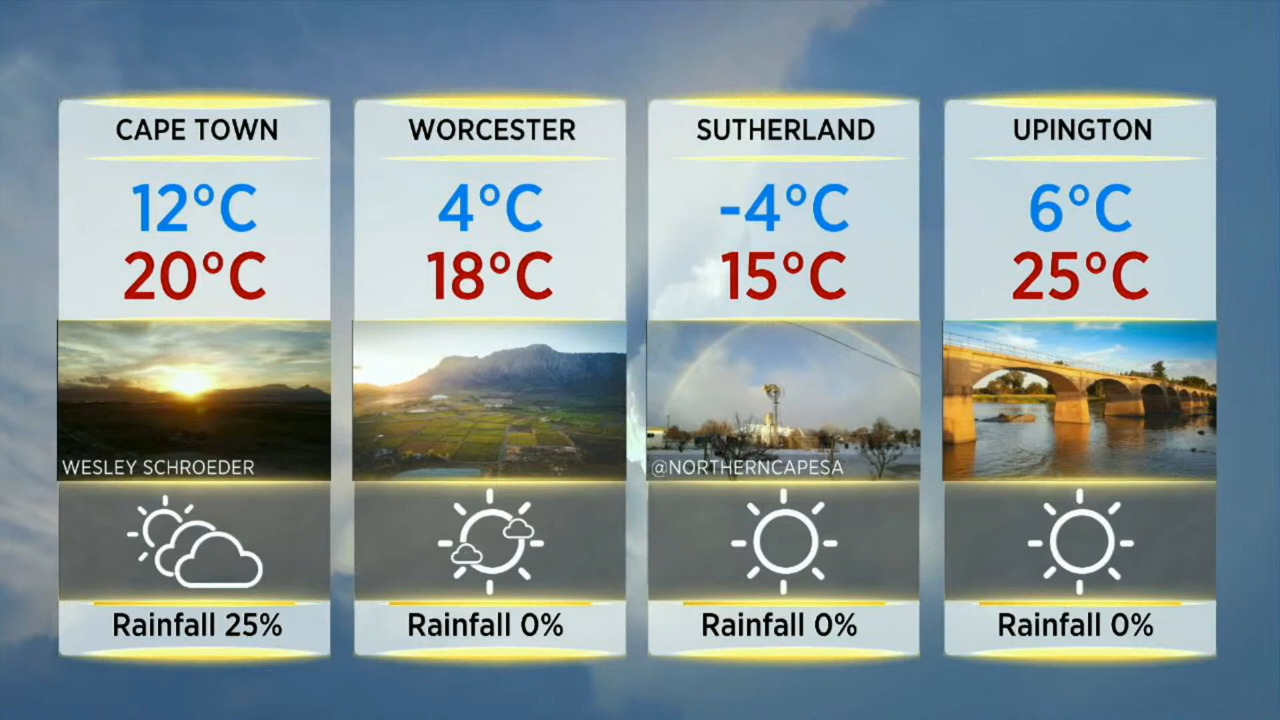 CAPE TOWN
12°C
20°C
WESLEY SCHROEDER
Rainfall 25%
WORCESTER
4°C
18°C
Rainfall 0%
SUTHERLAND
-4°C
15°C
@NORTHERNCAPESA
Rainfall 0%
UPINGTON
6°C
25°C
Rainfall 0%